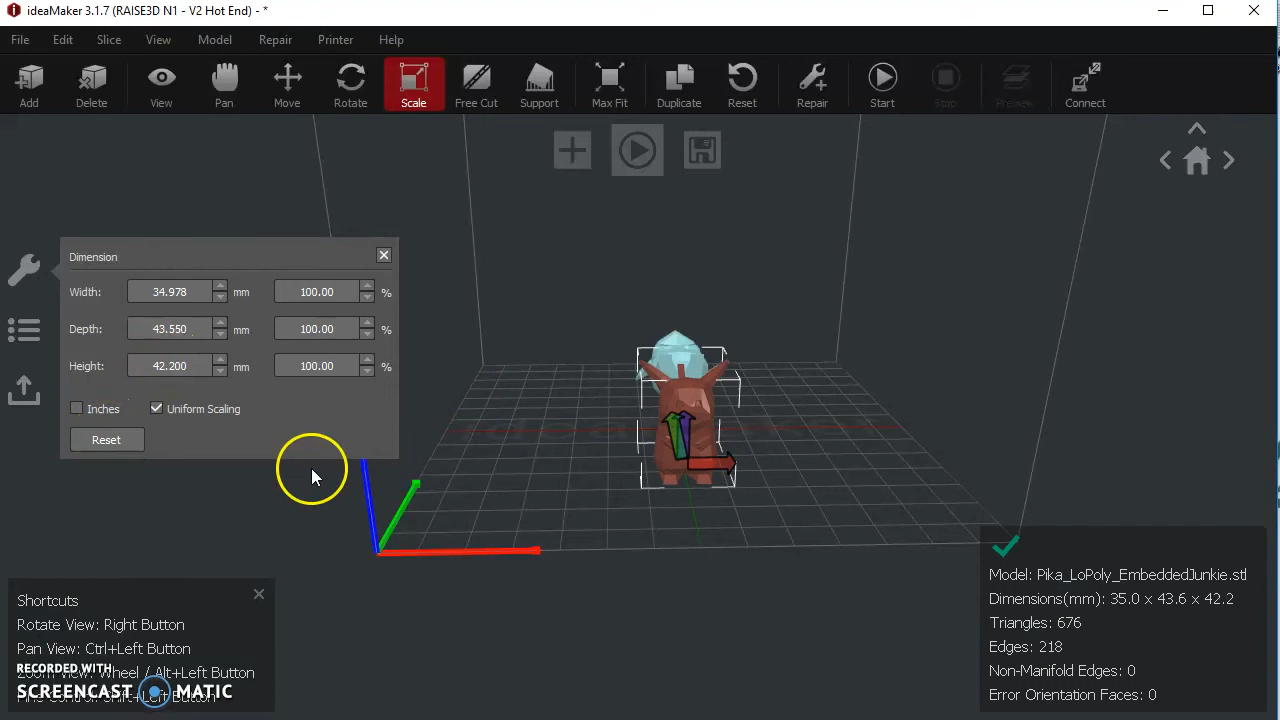 ideaMaker 3.1.7 (RAISE3D N1 - V2 Hot End) - *
File Edit Slice View Model Repair Printer Help
Add Delete View Pan Move Rotate Scale Free Cut Support Max Fit Duplicate Reset Repair Start Stop Preview Connect
Dimension
Width: 34.978 mm 100.00 %
Depth: 43.550 mm 100.00 %
Height: 42.200 mm 100.00 %
Inches Uniform Scaling
Reset
Model: Pika_LoPoly_EmbeddedJunkie.stl
Dimensions(mm): 35.0 x 43.6 x 42.2
Triangles: 676
Edges: 218
Non-Manifold Edges: 0
Error Orientation Faces: 0
Shortcuts
Rotate View: Right Button
Pan View: Ctrl+Left Button
Zoom View: Wheel / Alt+Left Button
RECORDED WITH
SCREENCAST MATIC